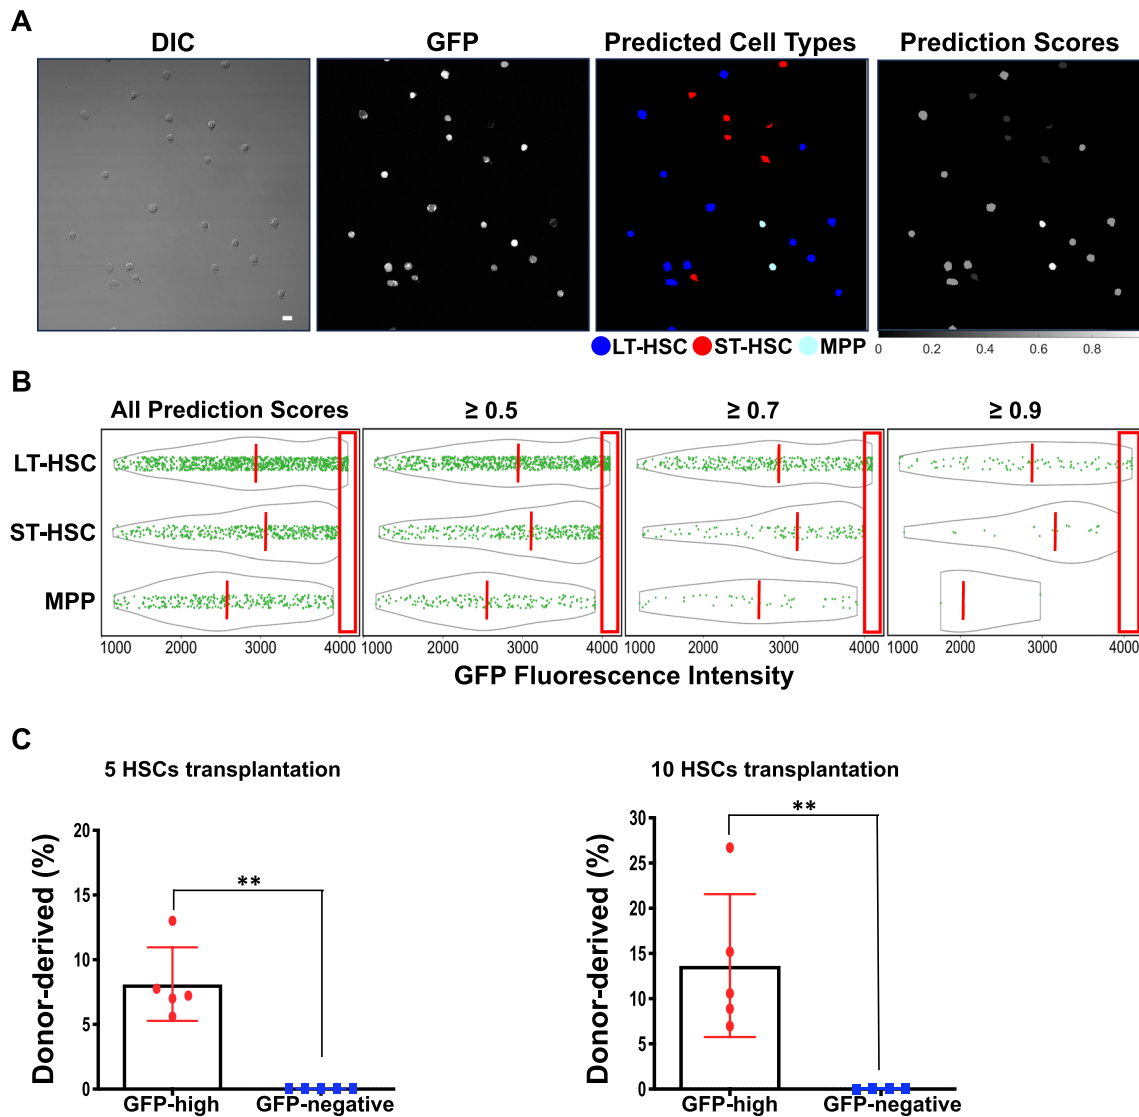 A
DIC GFP Predicted Cell Types Prediction Scores
0 0.2 0.4 0.6 0.8
LT-HSC ST-HSC MPP
B
All Prediction Scores ≥ 0.5 ≥ 0.7 ≥ 0.9
LT-HSC
ST-HSC
MPP
1000 2000 3000 4000 1000 2000 3000 4000 1000 2000 3000 4000 1000 2000 3000 4000
GFP Fluorescence Intensity
C
5 HSCs transplantation 10 HSCs transplantation
Donor-derived (%)
20
15
10
5
0
**
GFP-high GFP-negative
Donor-derived (%)
30
25
20
15
10
5
0
**
GFP-high GFP-negative